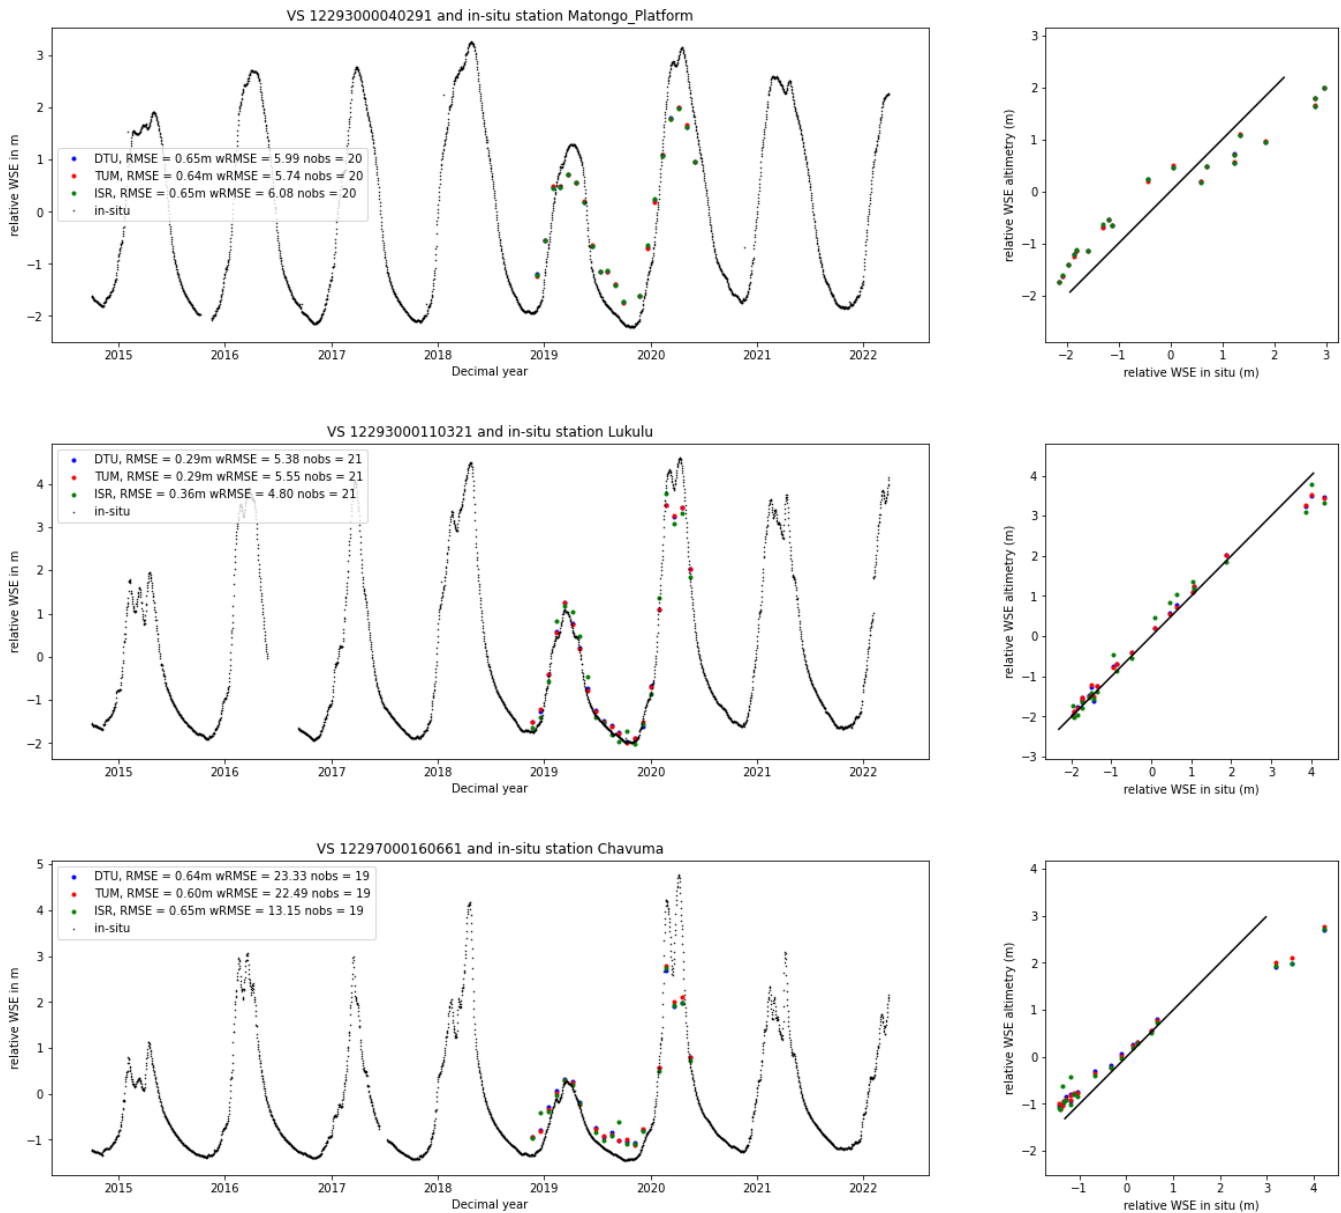 VS 12293000040291 and in-situ station Matongo_Platform
relative WSE in m
3
2
1
0
−1
−2
DTU, RMSE = 0.65m wRMSE = 5.99 nobs = 20
TUM, RMSE = 0.64m wRMSE = 5.74 nobs = 20
ISR, RMSE = 0.65m wRMSE = 6.08 nobs = 20
in-situ
2015 2016 2017 2018 2019 2020 2021 2022
Decimal year
relative WSE altimetry (m)
3
2
1
0
−1
−2
−2 −1 0 1 2 3
relative WSE in situ (m)
VS 12293000110321 and in-situ station Lukulu
relative WSE in m
4
3
2
1
0
−1
−2
DTU, RMSE = 0.29m wRMSE = 5.38 nobs = 21
TUM, RMSE = 0.29m wRMSE = 5.55 nobs = 21
ISR, RMSE = 0.36m wRMSE = 4.80 nobs = 21
in-situ
2015 2016 2017 2018 2019 2020 2021 2022
Decimal year
relative WSE altimetry (m)
4
3
2
1
0
−1
−2
−3
−2 −1 0 1 2 3 4
relative WSE in situ (m)
VS 12297000160661 and in-situ station Chavuma
relative WSE in m
5
4
3
2
1
0
−1
DTU, RMSE = 0.64m wRMSE = 23.33 nobs = 19
TUM, RMSE = 0.60m wRMSE = 22.49 nobs = 19
ISR, RMSE = 0.65m wRMSE = 13.15 nobs = 19
in-situ
2015 2016 2017 2018 2019 2020 2021 2022
Decimal year
relative WSE altimetry (m)
4
3
2
1
0
−1
−2
−1 0 1 2 3 4
relative WSE in situ (m)